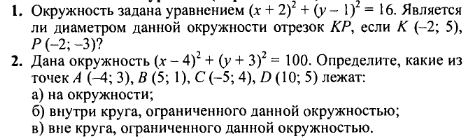 1. Окружность задана уравнением (x + 2)² + (y – 1)² = 16. Является
ли диаметром данной окружности отрезок KP, если K (–2; 5),
P (–2; –3)?
2. Дана окружность (x – 4)² + (y + 3)² = 100. Определите, какие из
точек A (–4; 3), B (5; 1), C (–5; 4), D (10; 5) лежат:
а) на окружности;
б) внутри круга, ограниченного данной окружностью;
в) вне круга, ограниченного данной окружностью.